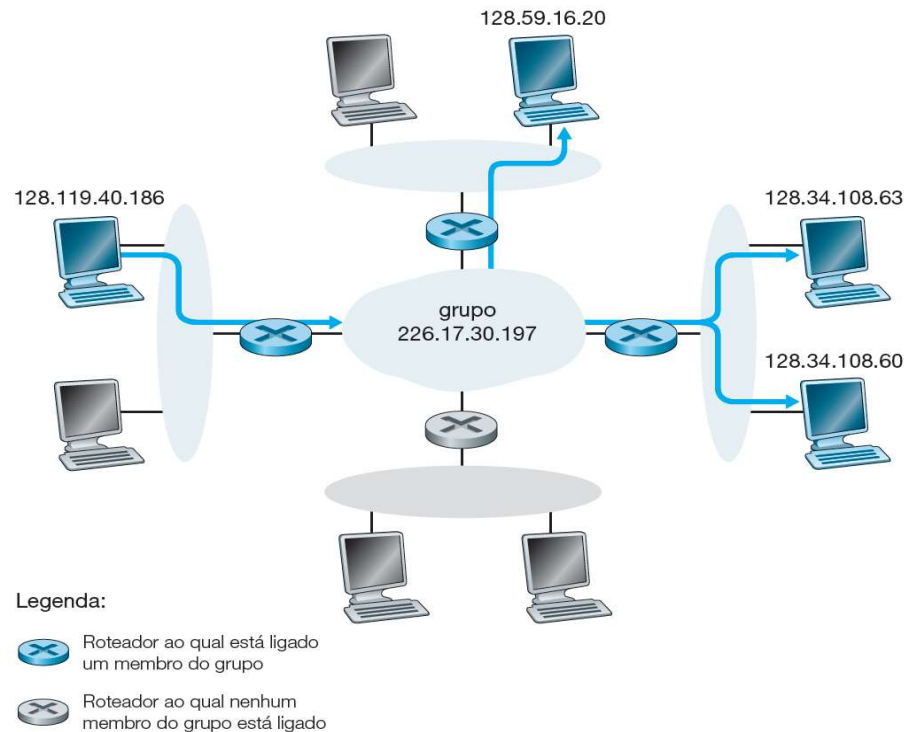 128.59.16.20
128.119.40.186
128.34.108.63
grupo
226.17.30.197
128.34.108.60
Legenda:
Roteador ao qual está ligado
um membro do grupo
Roteador ao qual nenhum
membro do grupo está ligado